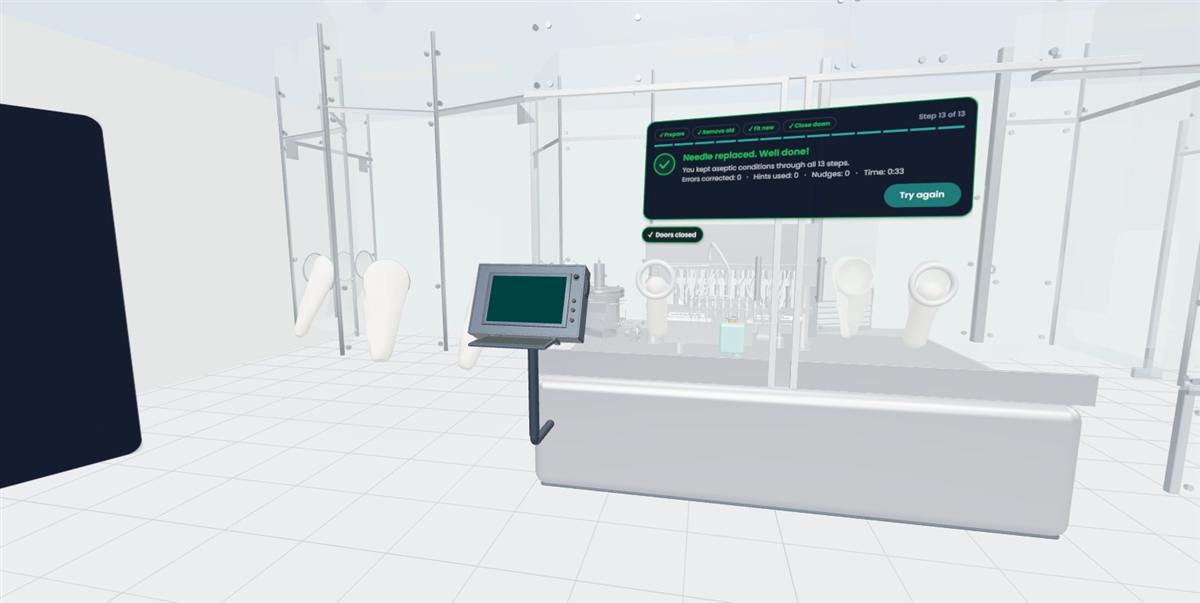 ✓ Prepare ✓ Remove old ✓ Fit new ✓ Close down Step 13 of 13
Needle replaced. Well done!
You kept aseptic conditions through all 13 steps.
Errors corrected: 0 · Hints used: 0 · Nudges: 0 · Time: 0:33
Try again
✓ Doors closed